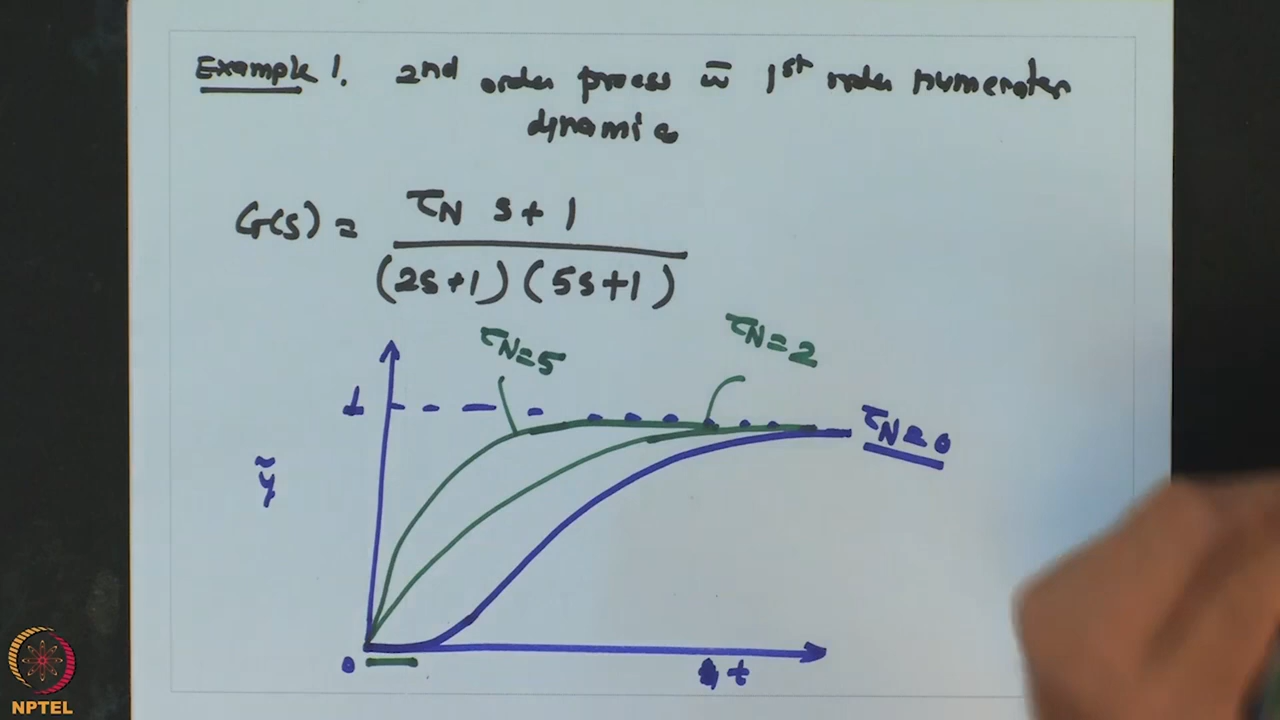 Example 1. 2nd order process w̄ 1st order numerator
dynamics
G(s) = τN s+1
(2s+1)(5s+1)
τN=5
τN=2
1
τN=0
ỹ
0
t
NPTEL